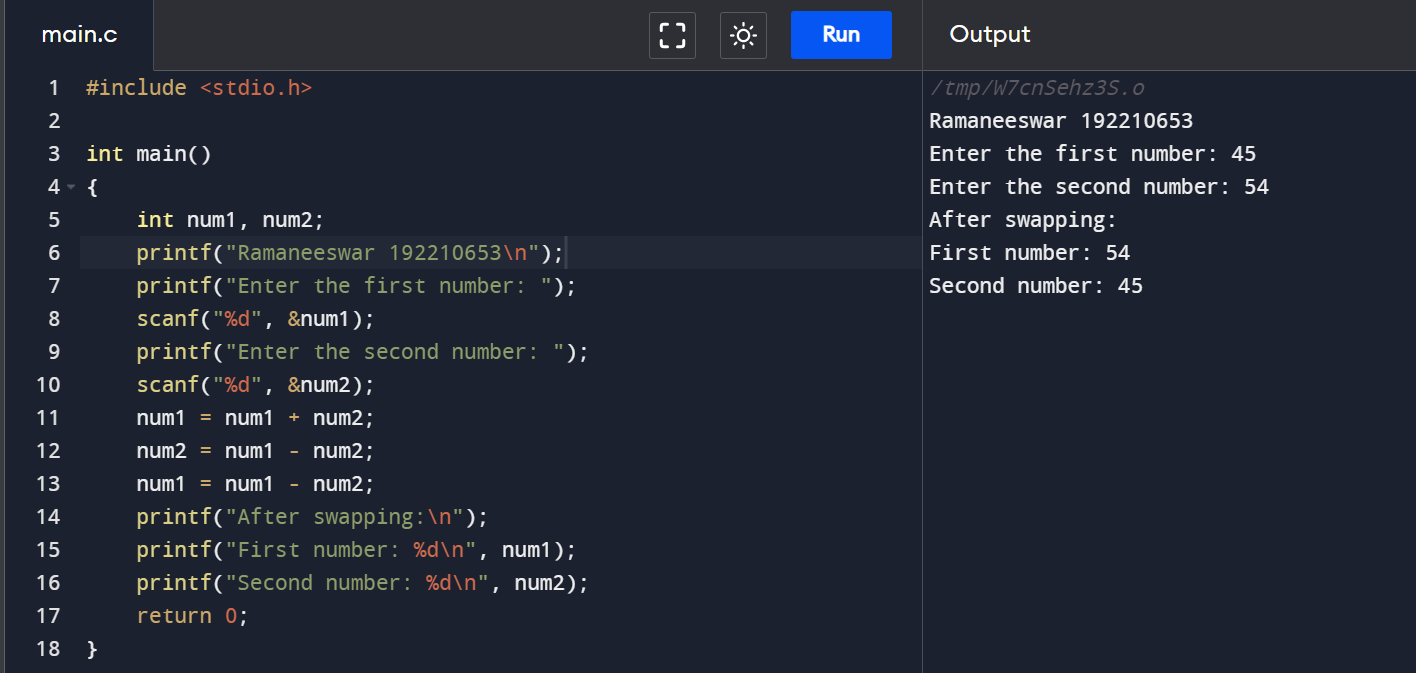 main.c
Run
Output
1 #include <stdio.h>
2
3 int main()
4 {
5     int num1, num2;
6     printf("Ramaneeswar 192210653\n");
7     printf("Enter the first number: ");
8     scanf("%d", &num1);
9     printf("Enter the second number: ");
10     scanf("%d", &num2);
11     num1 = num1 + num2;
12     num2 = num1 - num2;
13     num1 = num1 - num2;
14     printf("After swapping:\n");
15     printf("First number: %d\n", num1);
16     printf("Second number: %d\n", num2);
17     return 0;
18 }
/tmp/W7cnSehz3S.o
Ramaneeswar 192210653
Enter the first number: 45
Enter the second number: 54
After swapping:
First number: 54
Second number: 45